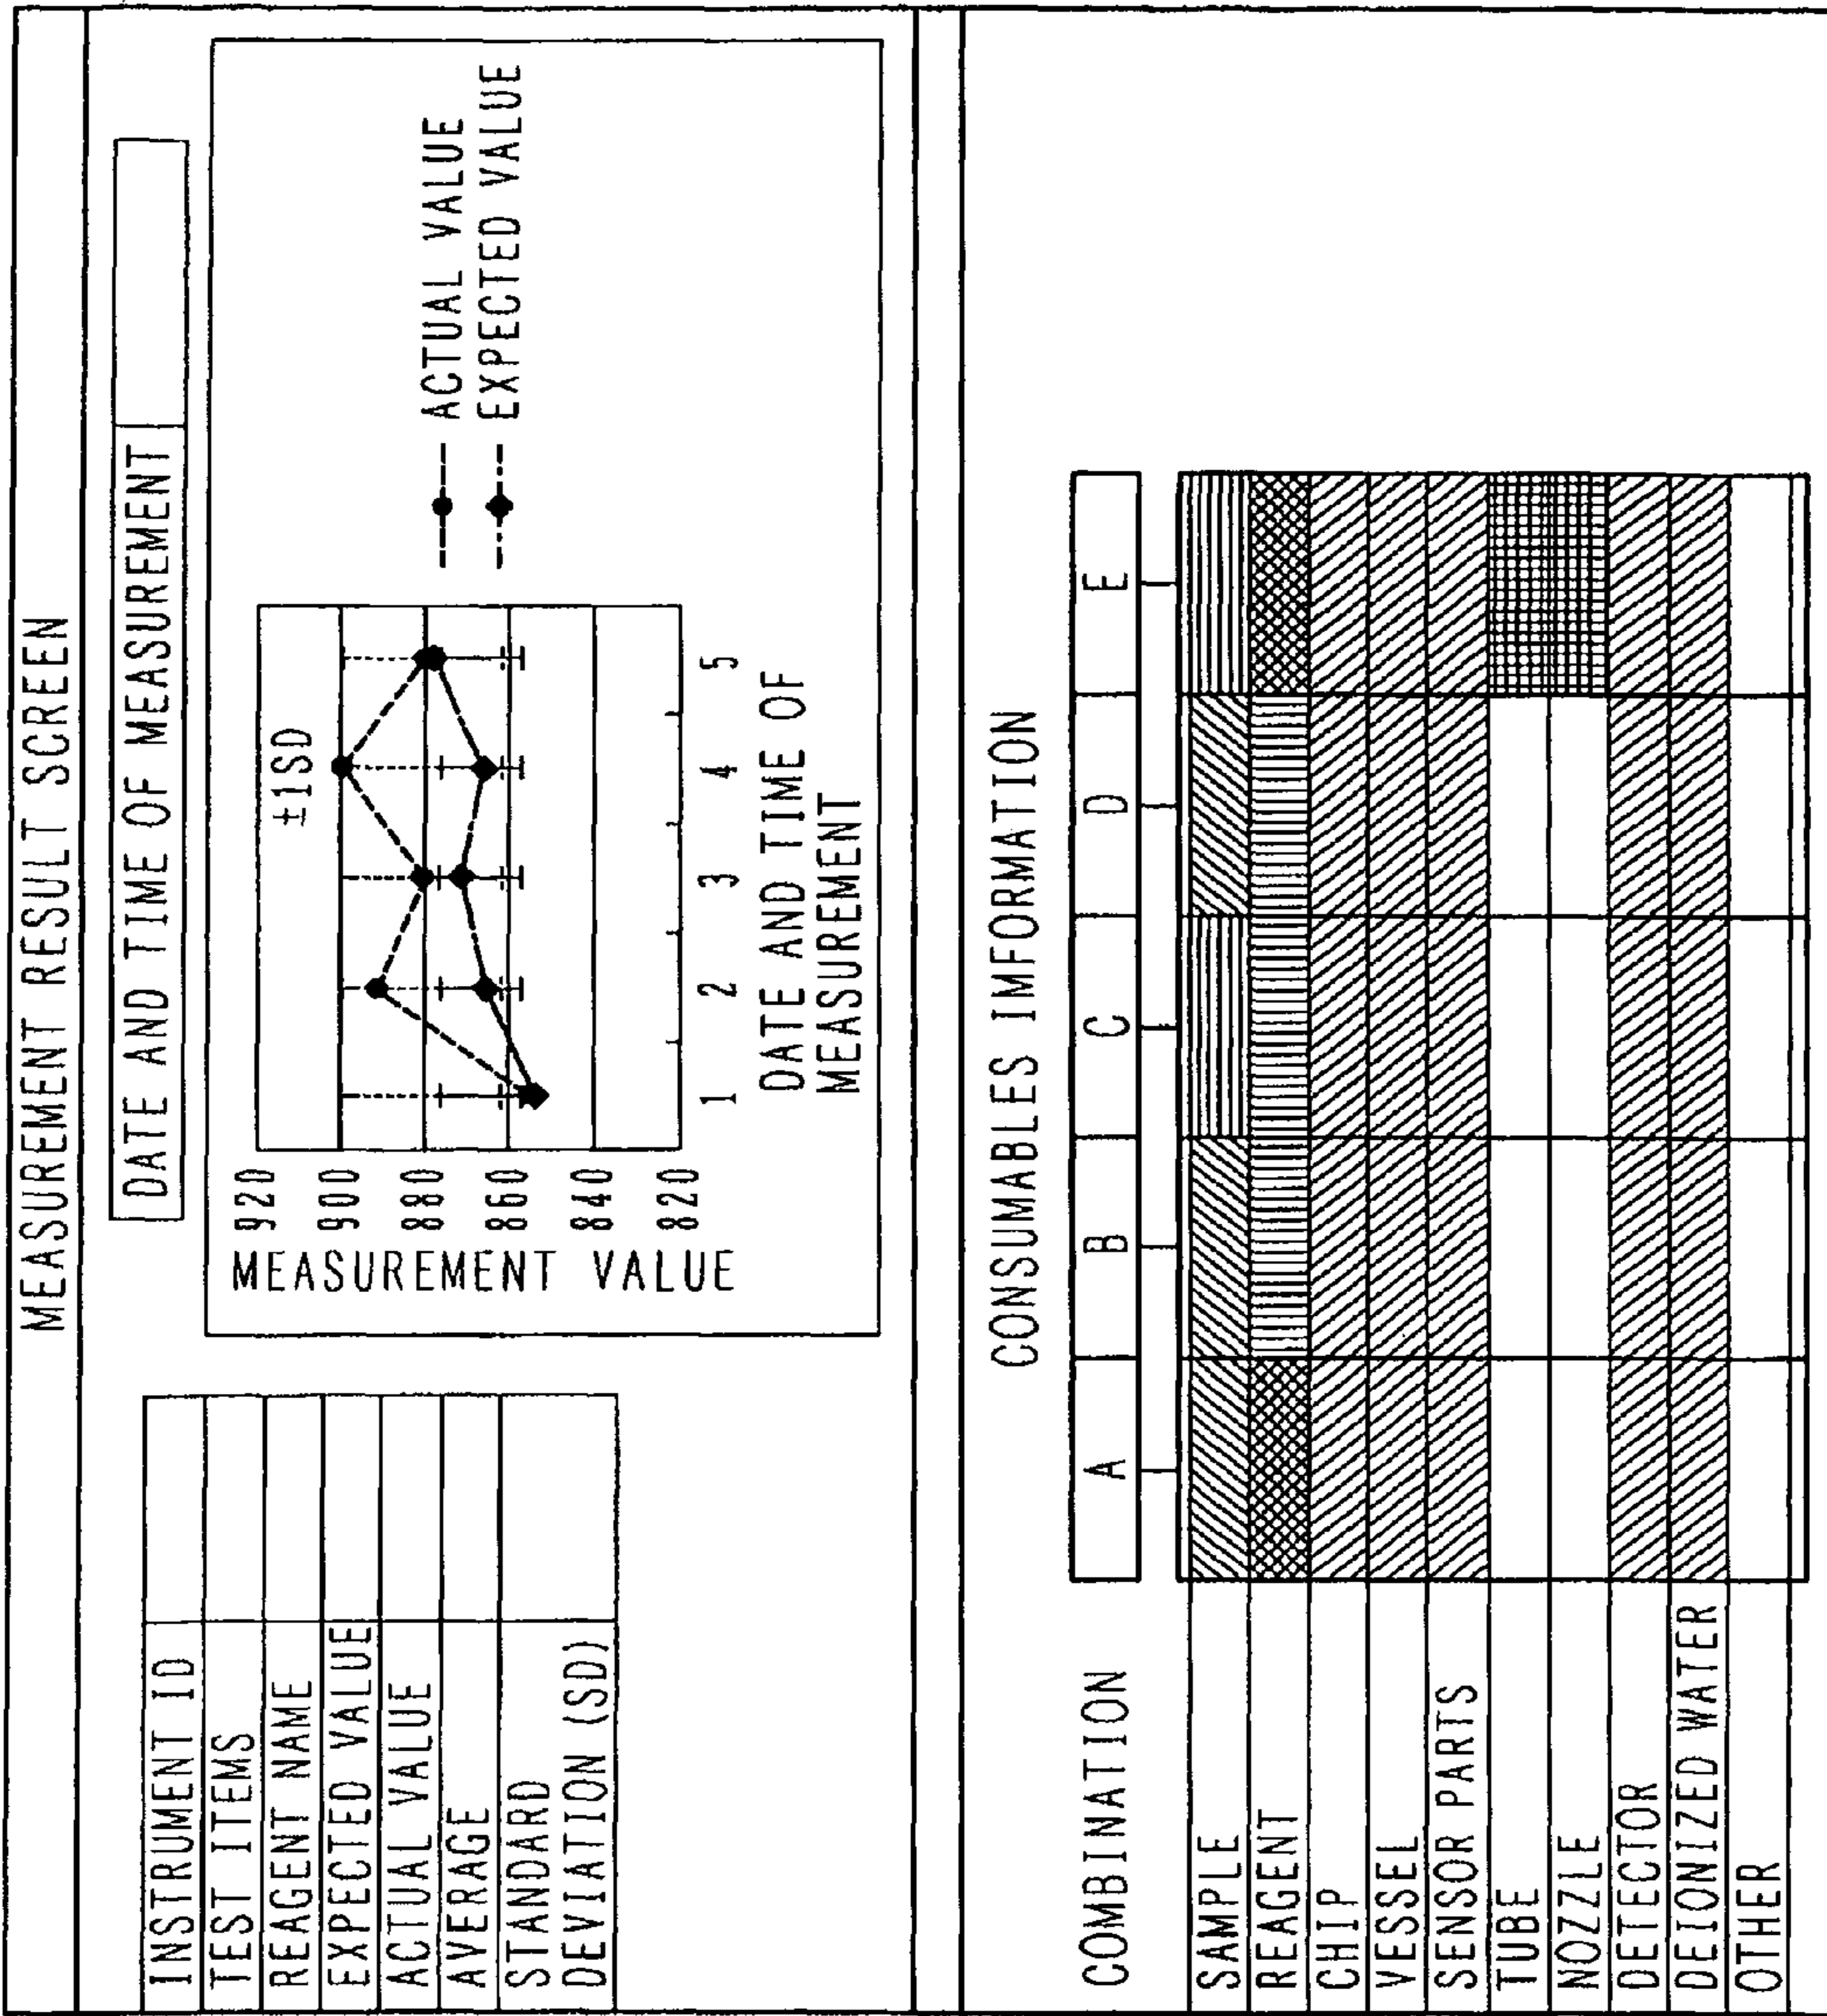 MEASUREMENT RESULT SCREEN
INSTRUMENT ID
TEST ITEMS
REAGENT NAME
EXPECTED VALUE
ACTUAL VALUE
AVERAGE
STANDARD
DEVIATION (SD)
DATE AND TIME OF MEASUREMENT
MEASUREMENT VALUE
920
900
880
860
840
820
±1SD
1 2 3 4 5
DATE AND TIME OF
MEASUREMENT
ACTUAL VALUE
EXPECTED VALUE
CONSUMABLES IMFORMATION
COMBINATION A B C D E
SAMPLE
REAGENT
CHIP
VESSEL
SENSOR PARTS
TUBE
NOZZLE
DETECTOR
DEIONIZED WATER
OTHER